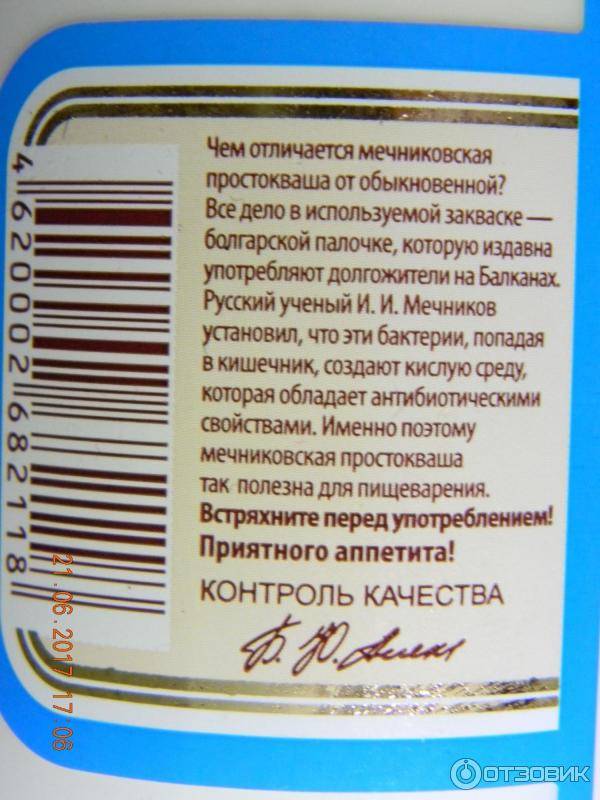 Чем отличается мечниковская
простокваша от обыкновенной?
Все дело в используемой закваске —
болгарской палочке, которую издавна
употребляют долгожители на Балканах.
Русский ученый И. И. Мечников
установил, что эти бактерии, попадая
в кишечник, создают кислую среду,
которая обладает антибиотическими
свойствами. Именно поэтому
мечниковская простокваша
так полезна для пищеварения.
Встряхните перед употреблением!
Приятного аппетита!
КОНТРОЛЬ КАЧЕСТВА
4 620002 682118
21.06.2017 17:06
ОТЗОВИК